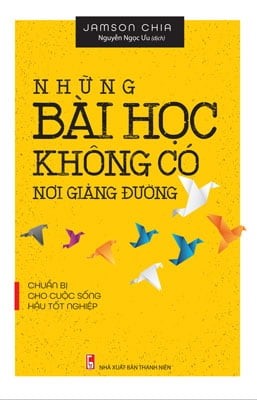 JAMSON CHIA
Nguyễn Ngọc Ưu (dịch)
NHỮNG
BÀI HỌC
KHÔNG CÓ
NƠI GIẢNG ĐƯỜNG
CHUẨN BỊ
CHO CUỘC SỐNG
HẬU TỐT NGHIỆP
NHÀ XUẤT BẢN THANH NIÊN